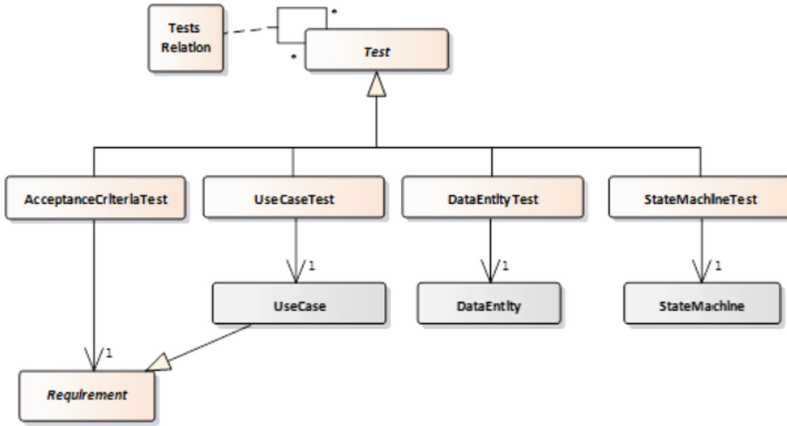 Tests
Relation
*
*
Test
AcceptanceCriteriaTest
UseCaseTest
DataEntityTest
StateMachineTest
1
1
1
UseCase
DataEntity
StateMachine
1
Requirement